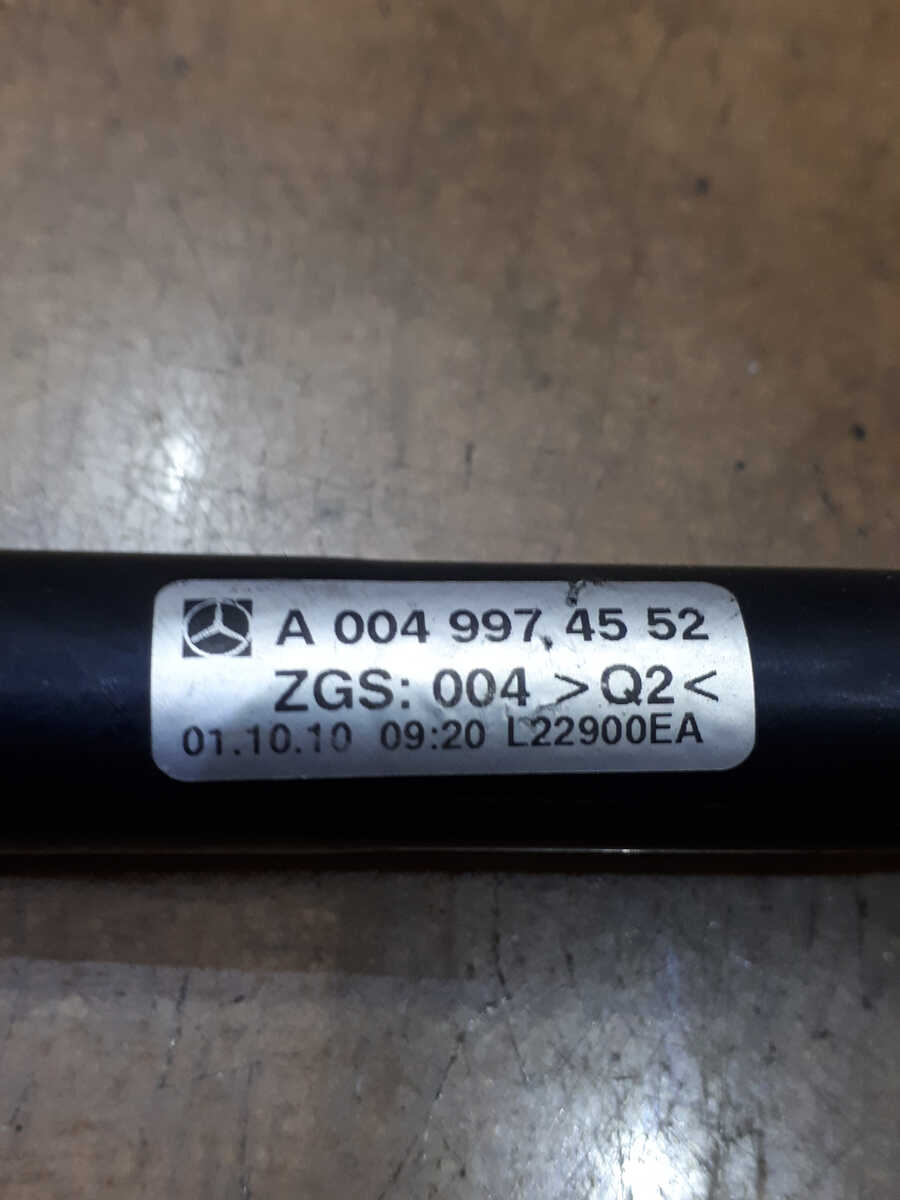 A 004 997 45 52
ZGS: 004 >Q2<
01.10.10 09:20 L22900EA